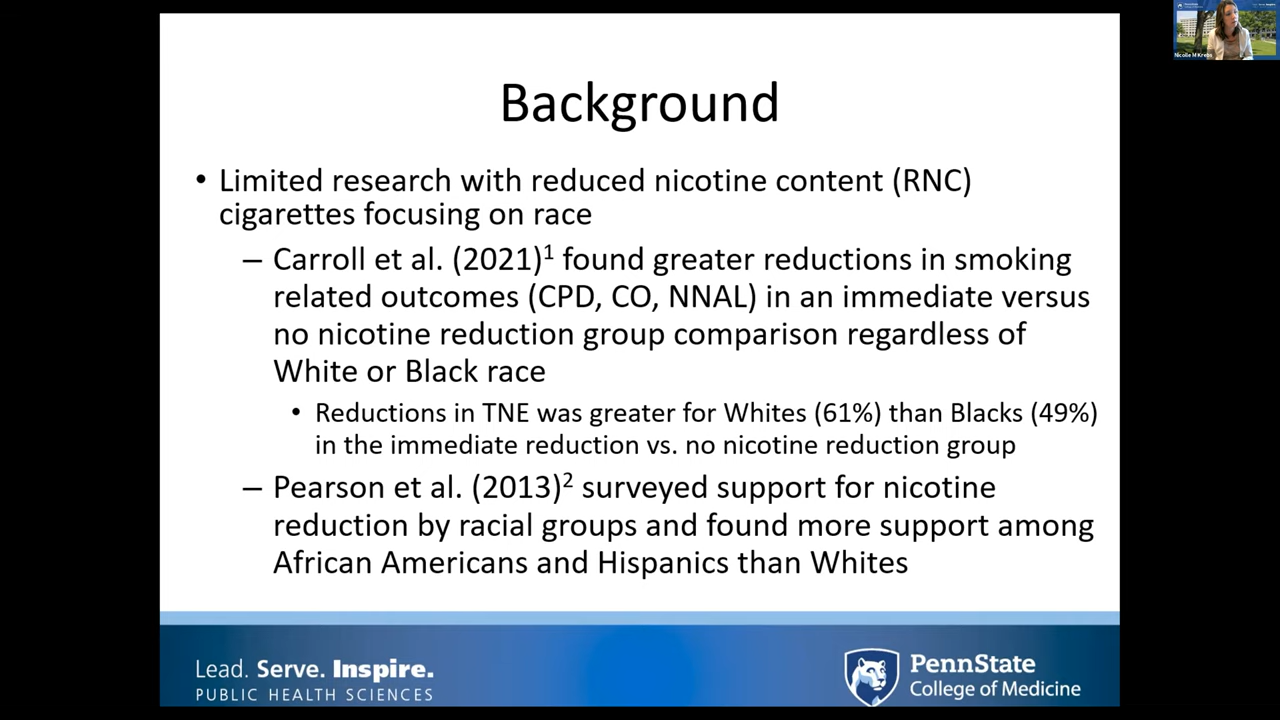 Background
• Limited research with reduced nicotine content (RNC)
cigarettes focusing on race
– Carroll et al. (2021)1 found greater reductions in smoking
related outcomes (CPD, CO, NNAL) in an immediate versus
no nicotine reduction group comparison regardless of
White or Black race
• Reductions in TNE was greater for Whites (61%) than Blacks (49%)
in the immediate reduction vs. no nicotine reduction group
– Pearson et al. (2013)2 surveyed support for nicotine
reduction by racial groups and found more support among
African Americans and Hispanics than Whites
Lead. Serve. Inspire.
PUBLIC HEALTH SCIENCES
PennState
College of Medicine
Nicolle M Krebs